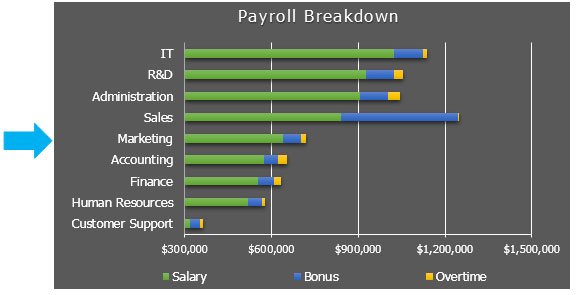 Payroll Breakdown
IT
R&D
Administration
Sales
Marketing
Accounting
Finance
Human Resources
Customer Support
$300,000 $600,000 $900,000 $1,200,000 $1,500,000
Salary Bonus Overtime